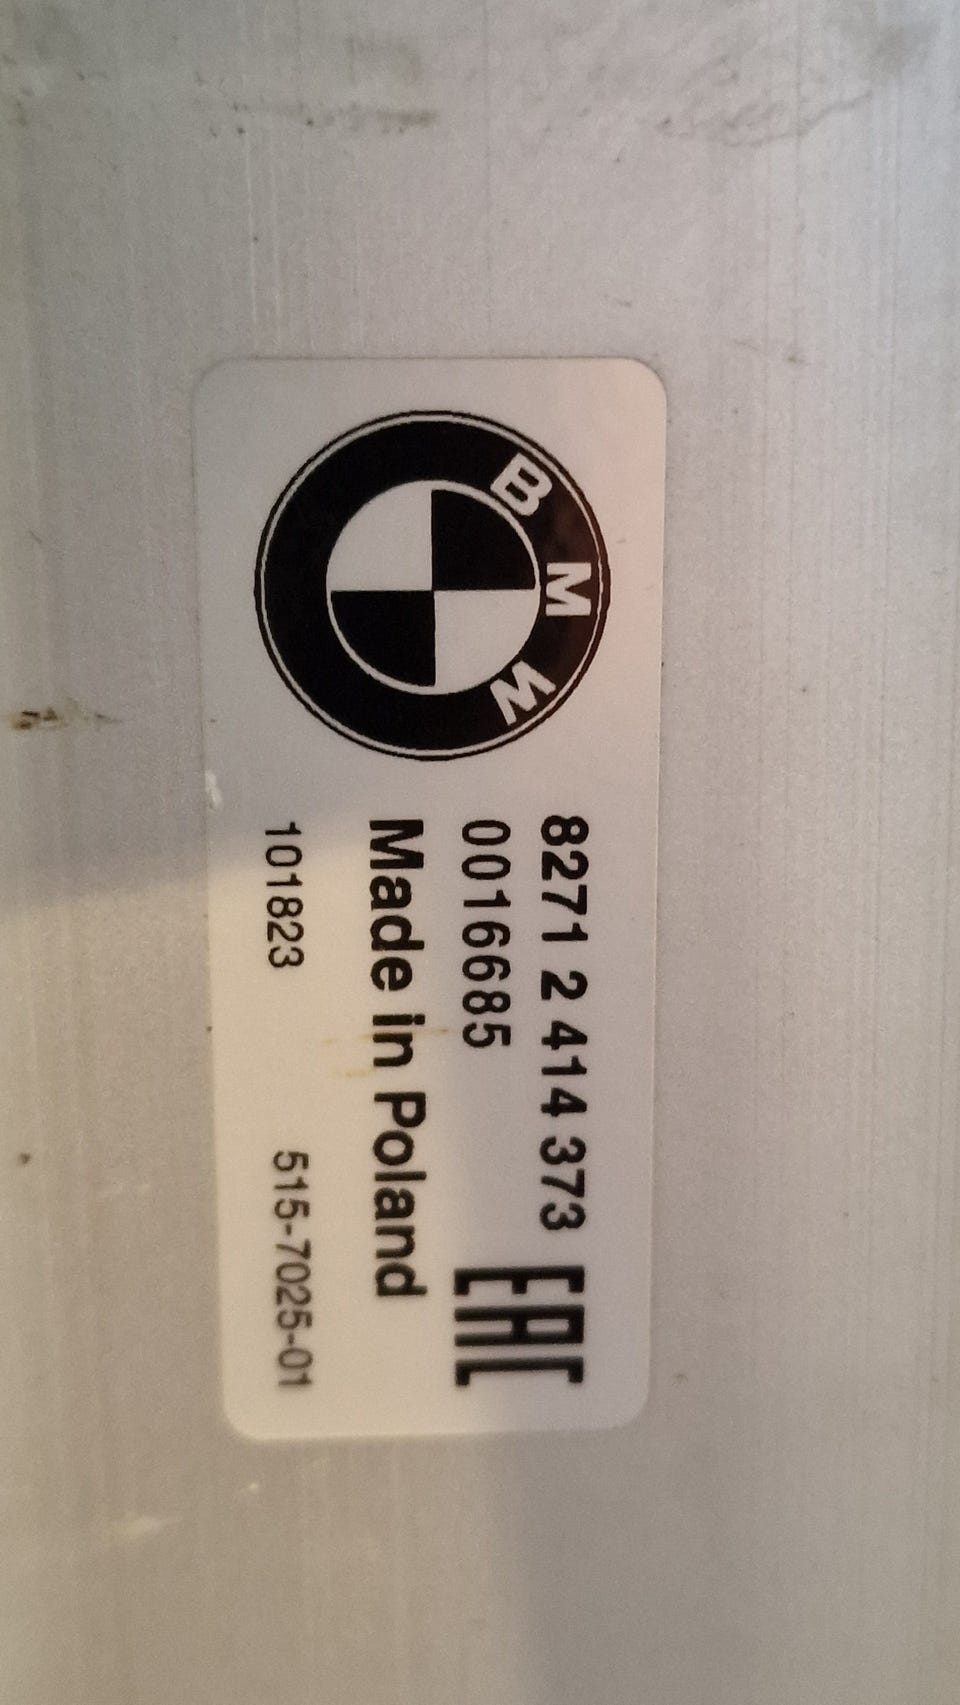 BMW
8271 2 414 373
0016685
EAC
Made in Poland
101823 515-7025-01